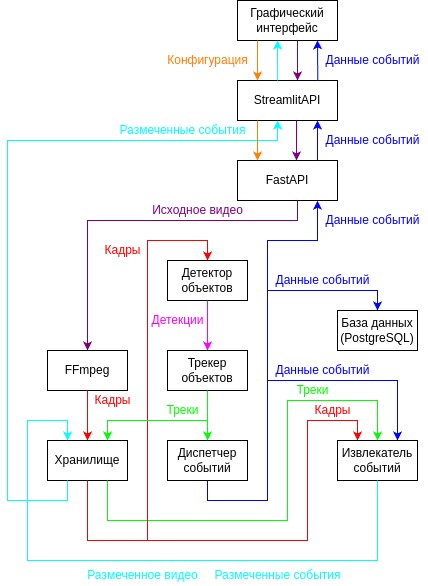 Графический
интерфейс
Конфигурация
Данные событий
StreamlitAPI
Размеченные события
Данные событий
FastAPI
Исходное видео
Данные событий
Кадры
Детектор
объектов
Данные событий
Детекции
База данных
(PostgreSQL)
FFmpeg
Трекер
объектов
Данные событий
Кадры
Треки
Треки
Кадры
Хранилище
Диспетчер
событий
Извлекатель
событий
Размеченное видео
Размеченные события